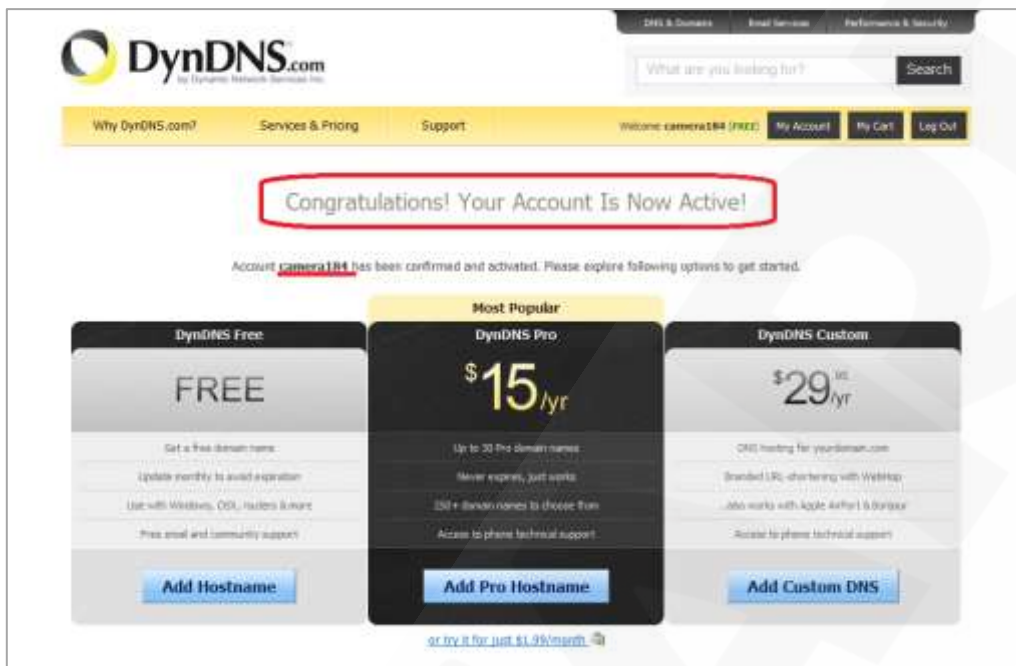 DNS & Domains Email Services Performance & Security
DynDNS.com
by Dynamic Network Services Inc.
What are you looking for? Search
Why DynDNS.com? Services & Pricing Support Welcome camera184 (FREE) My Account My Cart Log Out
Congratulations! Your Account Is Now Active!
Account camera184 has been confirmed and activated. Please explore following options to get started.
Most Popular
DynDNS Free DynDNS Pro DynDNS Custom
FREE $15/yr $29 /yr
Get a free domain name Up to 30 Pro domain names DNS hosting for yourdomain.com
Update monthly to avoid expiration Never expires, just works Branded URL shortening with WebHop
Use with Windows, OSX, routers & more 250+ domain names to choose from works with Apple AirPort & Bonjour
Free email and community support Access to phone technical support Access to phone technical support
Add Hostname Add Pro Hostname Add Custom DNS
or try it for just $1.99/month